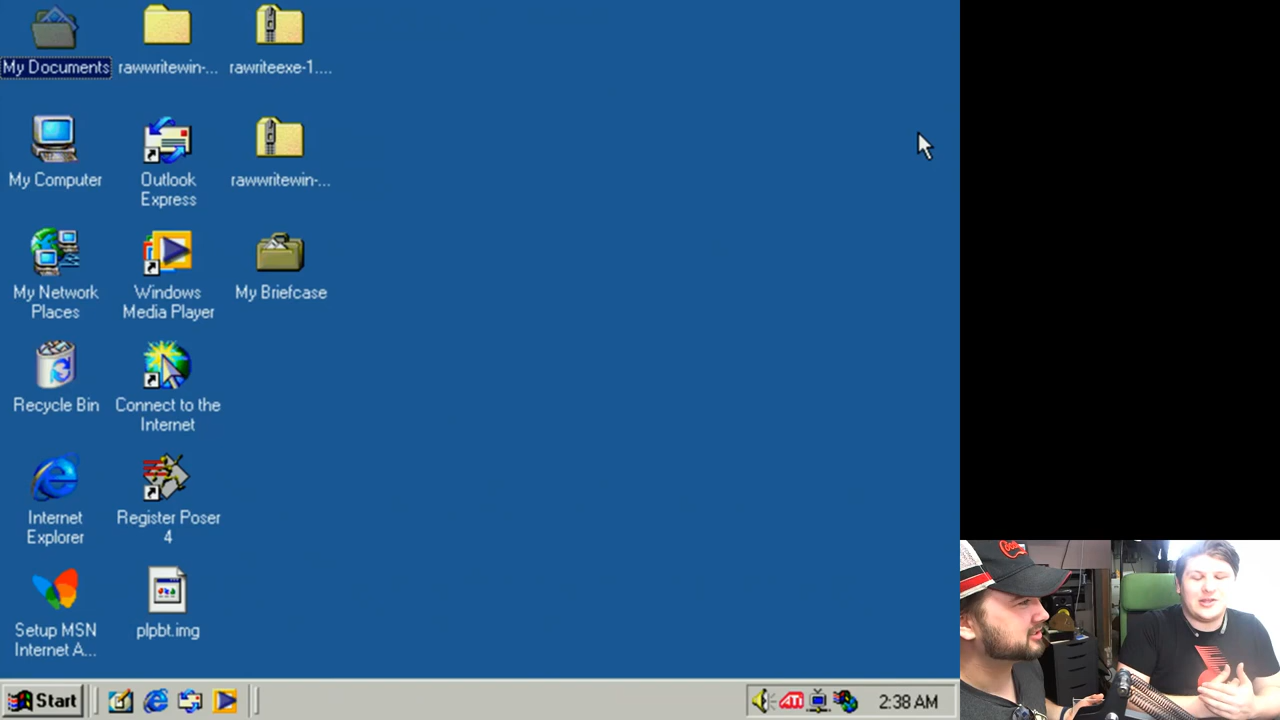 My Documents
rawwritewin-...
rawriteexe-1....
My Computer
Outlook
Express
rawwritewin-...
My Network
Places
Windows
Media Player
My Briefcase
Recycle Bin
Connect to the
Internet
Internet
Explorer
Register Poser
4
Setup MSN
Internet A...
plpbt.img
Start
ATI
2:38 AM